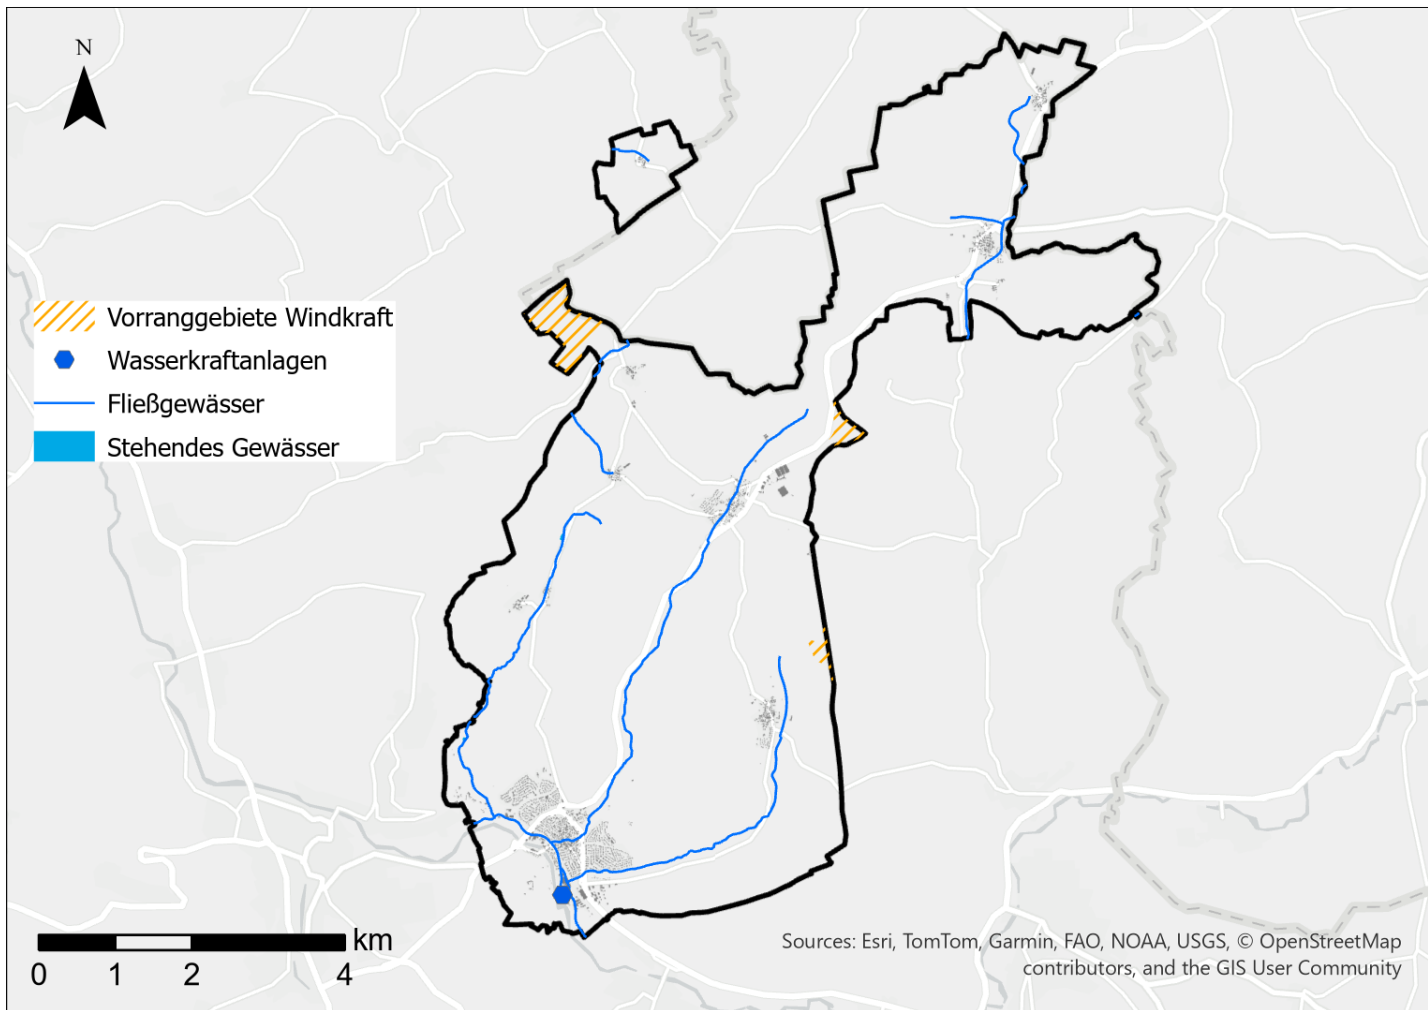 N
Vorranggebiete Windkraft
Wasserkraftanlagen
Fließgewässer
Stehendes Gewässer
km
0 1 2 4
Sources: Esri, TomTom, Garmin, FAO, NOAA, USGS, © OpenStreetMap
contributors, and the GIS User Community